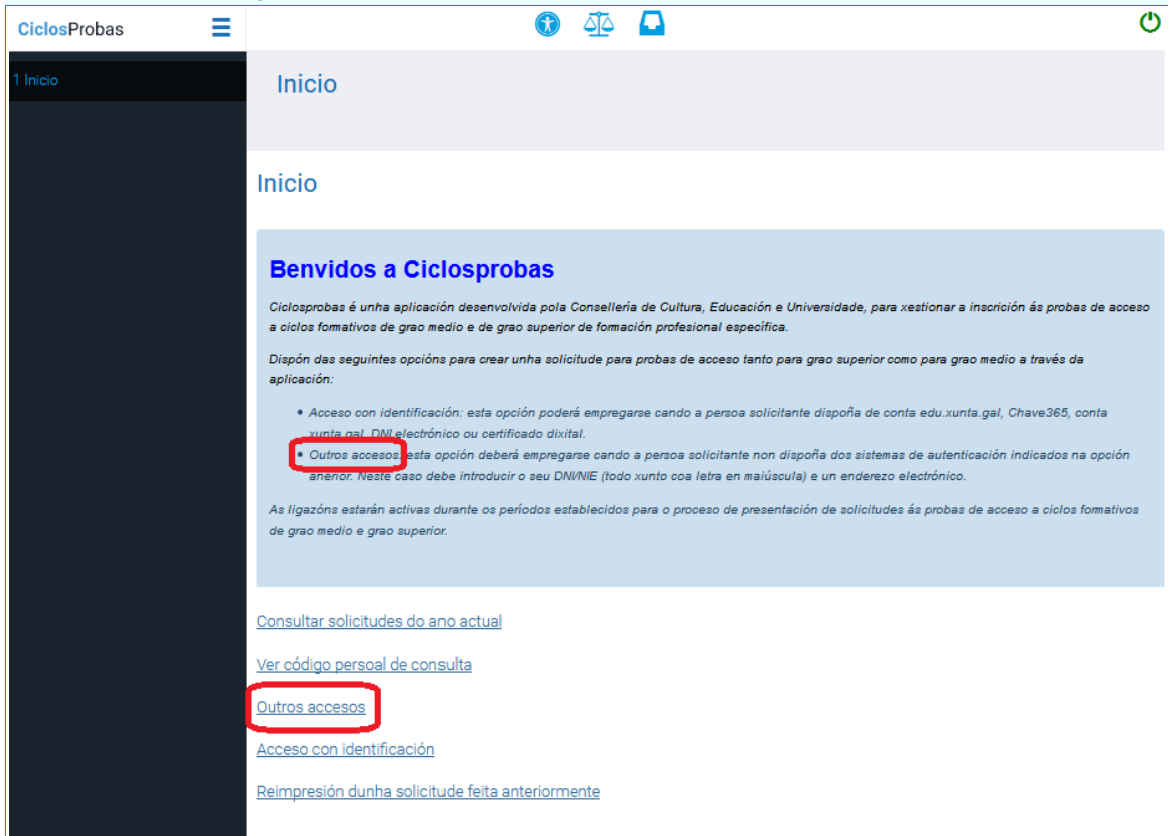 CiclosProbas
1 Inicio
Inicio
Inicio
Benvidos a Ciclosprobas
Ciclosprobas é unha aplicación desenvolvida pola Consellería de Cultura, Educación e Universidade, para xestionar a inscrición ás probas de acceso
a ciclos formativos de grao medio e de grao superior de formación profesional específica.
Dispón das seguintes opcións para crear unha solicitude para probas de acceso tanto para grao superior como para grao medio a través da
aplicación:
• Acceso con identificación: esta opción poderá empregarse cando a persoa solicitante dispoña de conta edu.xunta.gal, Chave365, conta
xunta.gal, DNI electrónico ou certificado dixital.
• Outros accesos: esta opción deberá empregarse cando a persoa solicitante non dispoña dos sistemas de autenticación indicados na opción
anerior. Neste caso debe introducir o seu DNI/NIE (todo xunto coa letra en maiúscula) e un enderezo electrónico.
As ligazóns estarán activas durante os períodos establecidos para o proceso de presentación de solicitudes ás probas de acceso a ciclos formativos
de grao medio e grao superior.
Consultar solicitudes do ano actual
Ver código persoal de consulta
Outros accesos
Acceso con identificación
Reimpresión dunha solicitude feita anteriormente